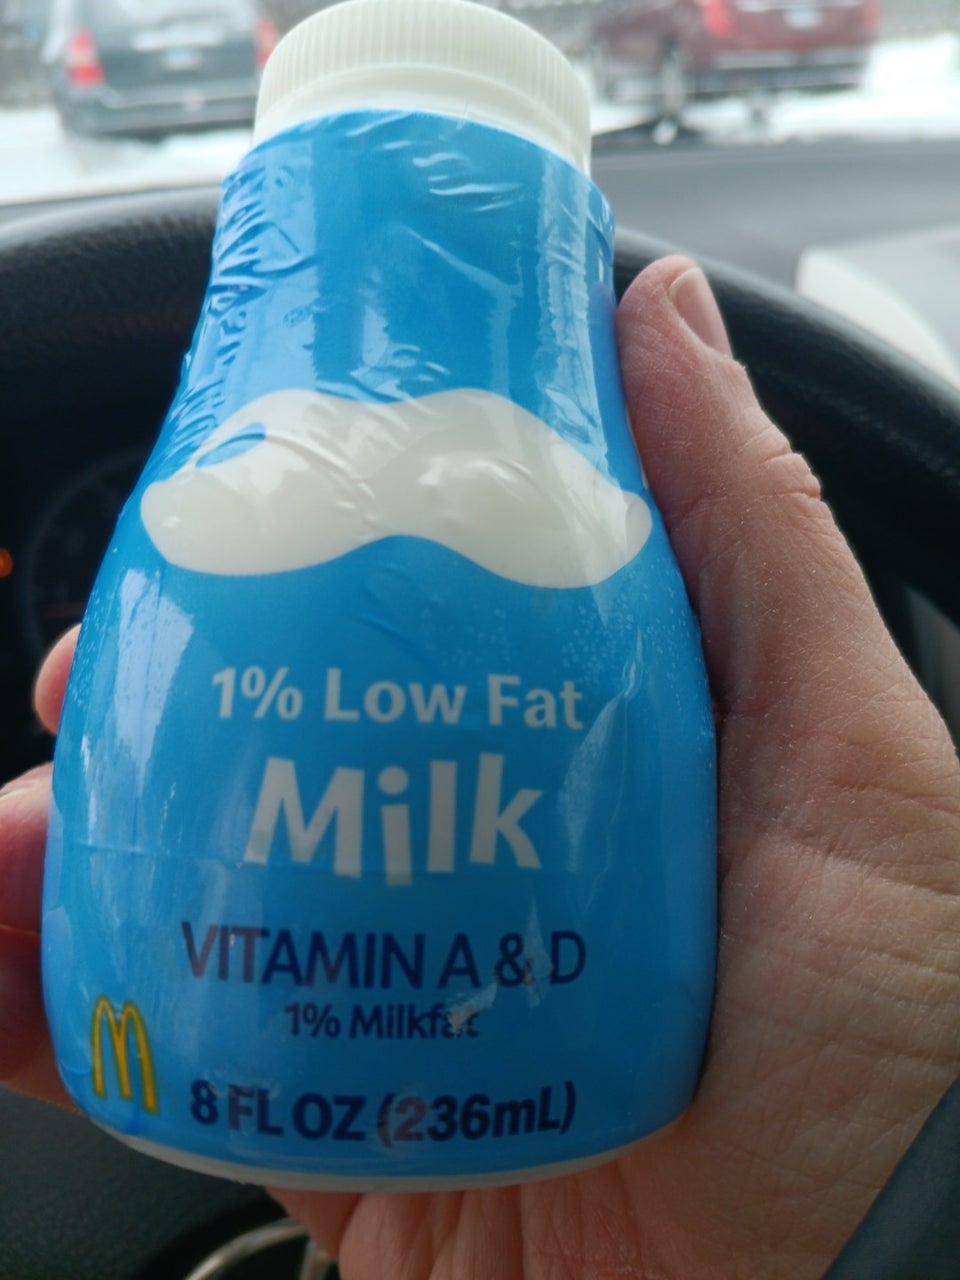 1% Low Fat
Milk
VITAMIN A & D
1% Milkfat
8 FL OZ (236mL)